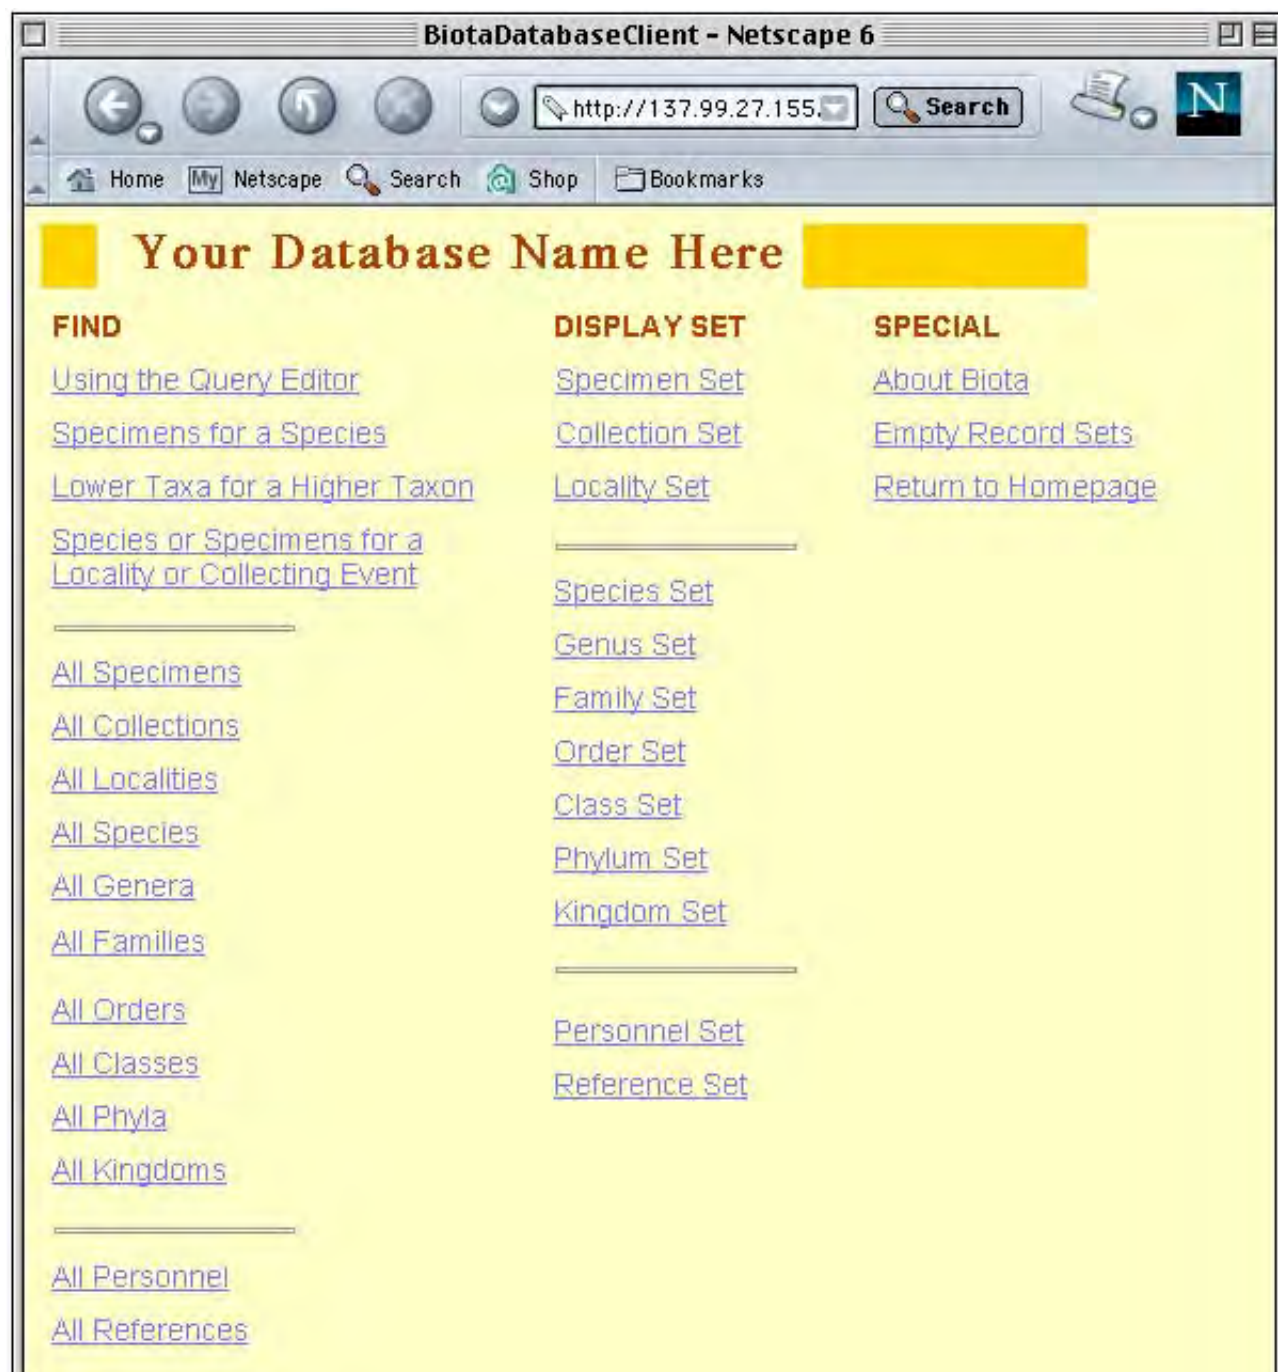 BiotaDatabaseClient - Netscape 6
http://137.99.27.155.
Search
N
Home
My Netscape
Search
Shop
Bookmarks
Your Database Name Here
FIND
Using the Query Editor
Specimens for a Species
Lower Taxa for a Higher Taxon
Species or Specimens for a
Locality or Collecting Event
All Specimens
All Collections
All Localities
All Species
All Genera
All Families
All Orders
All Classes
All Phyla
All Kingdoms
All Personnel
All References
DISPLAY SET
Specimen Set
Collection Set
Locality Set
Species Set
Genus Set
Family Set
Order Set
Class Set
Phylum Set
Kingdom Set
Personnel Set
Reference Set
SPECIAL
About Biota
Empty Record Sets
Return to Homepage